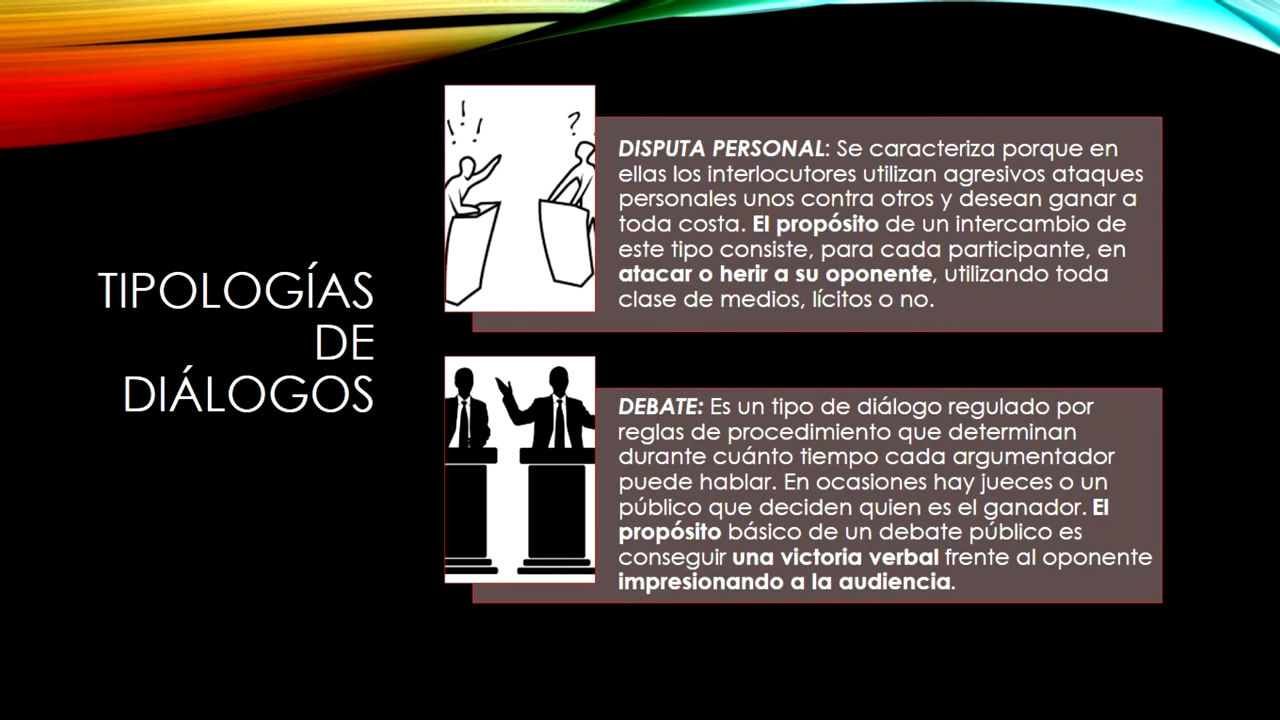 TIPOLOGÍAS
DE
DIÁLOGOS
! ! !
?
DISPUTA PERSONAL: Se caracteriza porque en
ellas los interlocutores utilizan agresivos ataques
personales unos contra otros y desean ganar a
toda costa. El propósito de un intercambio de
este tipo consiste, para cada participante, en
atacar o herir a su oponente, utilizando toda
clase de medios, lícitos o no.
DEBATE: Es un tipo de diálogo regulado por
reglas de procedimiento que determinan
durante cuánto tiempo cada argumentador
puede hablar. En ocasiones hay jueces o un
público que deciden quien es el ganador. El
propósito básico de un debate público es
conseguir una victoria verbal frente al oponente
impresionando a la audiencia.